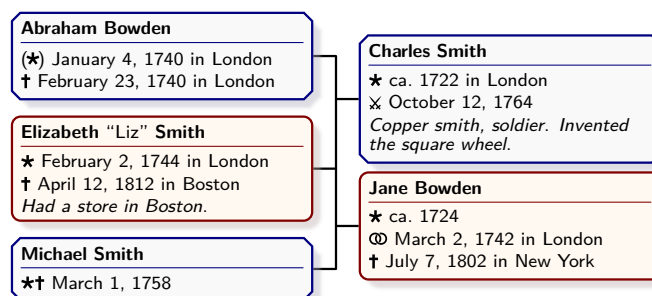 Abraham Bowden
(★) January 4, 1740 in London
✝ February 23, 1740 in London
Elizabeth “Liz” Smith
★ February 2, 1744 in London
✝ April 12, 1812 in Boston
Had a store in Boston.
Michael Smith
★✝ March 1, 1758
Charles Smith
★ ca. 1722 in London
⚔ October 12, 1764
Copper smith, soldier. Invented
the square wheel.
Jane Bowden
★ ca. 1724
⚭ March 2, 1742 in London
✝ July 7, 1802 in New York